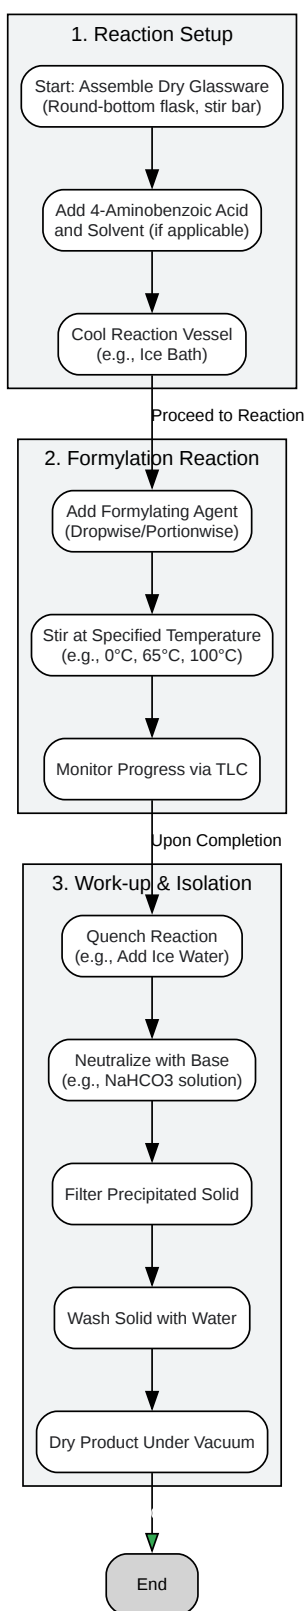 1. Reaction Setup
Start: Assemble Dry Glassware
(Round-bottom flask, stir bar)
Add 4-Aminobenzoic Acid
and Solvent (if applicable)
Cool Reaction Vessel
(e.g., Ice Bath)
Proceed to Reaction
2. Formylation Reaction
Add Formylating Agent
(Dropwise/Portionwise)
Stir at Specified Temperature
(e.g., 0°C, 65°C, 100°C)
Monitor Progress via TLC
Upon Completion
3. Work-up & Isolation
Quench Reaction
(e.g., Add Ice Water)
Neutralize with Base
(e.g., NaHCO3 solution)
Filter Precipitated Solid
Wash Solid with Water
Dry Product Under Vacuum
End